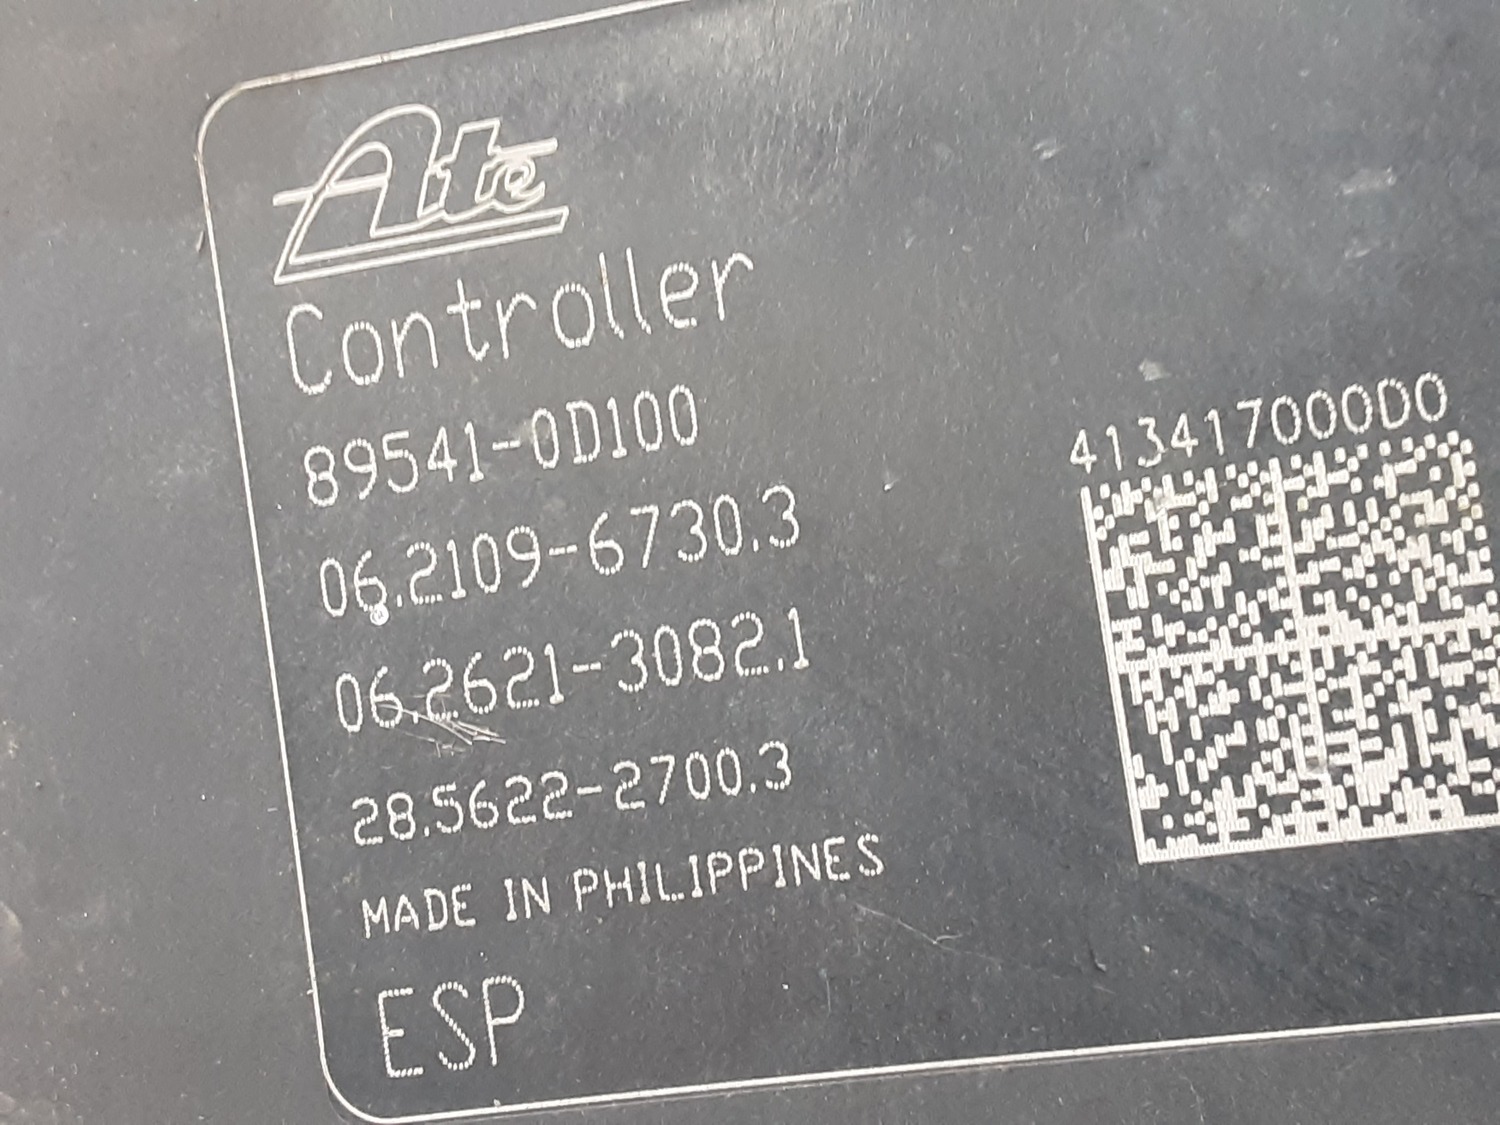 Ate
Controller
89541-0D100
06.2109-6730.3
06.2621-3082.1
28.5622-2700.3
MADE IN PHILIPPINES
ESP
413417000D0